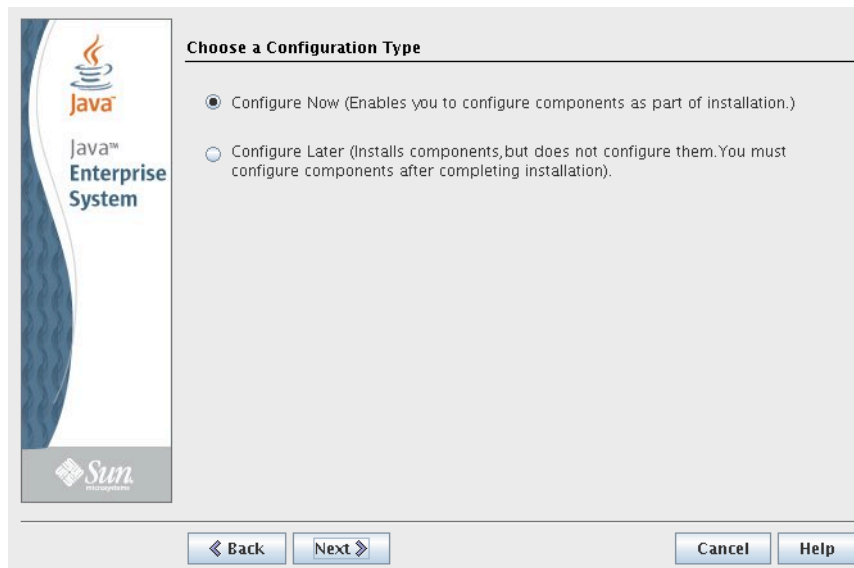 Java
Java™
Enterprise
System
Sun
microsystems
Choose a Configuration Type
Configure Now (Enables you to configure components as part of installation.)
Configure Later (Installs components,but does not configure them.You must
configure components after completing installation).
Back
Next
Cancel
Help